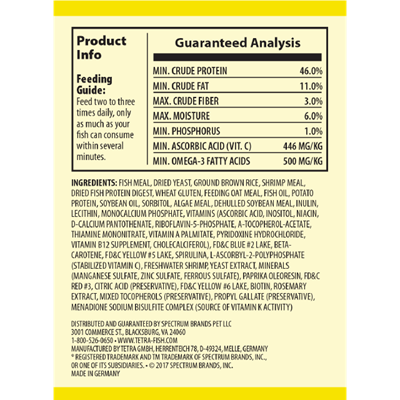 Product
Info
Feeding
Guide:
Feed two to three
times daily, only
as much as your
fish can consume
within several
minutes.
Guaranteed Analysis
MIN. CRUDE PROTEIN 46.0%
MIN. CRUDE FAT 11.0%
MAX. CRUDE FIBER 3.0%
MAX. MOISTURE 6.0%
MIN. PHOSPHORUS 1.0%
MIN. ASCORBIC ACID (VIT. C) 446 MG/KG
MIN. OMEGA-3 FATTY ACIDS 500 MG/KG
INGREDIENTS: FISH MEAL, DRIED YEAST, GROUND BROWN RICE, SHRIMP MEAL,
DRIED FISH PROTEIN DIGEST, WHEAT GLUTEN, FEEDING OAT MEAL, FISH OIL, POTATO
PROTEIN, SOYBEAN OIL, SORBITOL, ALGAE MEAL, DEHULLED SOYBEAN MEAL, INULIN,
LECITHIN, MONOCALCIUM PHOSPHATE, VITAMINS (ASCORBIC ACID, INOSITOL, NIACIN,
D-CALCIUM PANTOTHENATE, RIBOFLAVIN-5-PHOSPHATE, A-TOCOPHEROL-ACETATE,
THIAMINE MONONITRATE, VITAMIN A PALMITATE, PYRIDOXINE HYDROCHLORIDE,
VITAMIN B12 SUPPLEMENT, CHOLECALCIFEROL), FD&C BLUE #2 LAKE, BETA-
CAROTENE, FD&C YELLOW #5 LAKE, SPIRULINA, L-ASCORBYL-2-POLYPHOSPHATE
(STABILIZED VITAMIN C), FRESHWATER SHRIMP, YEAST EXTRACT, MINERALS
(MANGANESE SULFATE, ZINC SULFATE, FERROUS SULFATE), PAPRIKA OLEORESIN, FD&C
RED #3, CITRIC ACID (PRESERVATIVE), FD&C YELLOW #6 LAKE, BIOTIN, ROSEMARY
EXTRACT, MIXED TOCOPHEROLS (PRESERVATIVE), PROPYL GALLATE (PRESERVATIVE),
MENADIONE SODIUM BISULFITE COMPLEX (SOURCE OF VITAMIN K ACTIVITY)
DISTRIBUTED AND GUARANTEED BY SPECTRUM BRANDS PET LLC
3001 COMMERCE ST., BLACKSBURG, VA 24060
1-800-526-0650 • WWW.TETRA-FISH.COM
MANUFACTURED BY TETRA GMBH, HERRENTEICH 78, D-49324, MELLE, GERMANY
* REGISTERED TRADEMARK AND TM TRADEMARK OF SPECTRUM BRANDS, INC.,
OR ONE OF ITS SUBSIDIARIES. • © 2017 SPECTRUM BRANDS, INC.,
MADE IN GERMANY